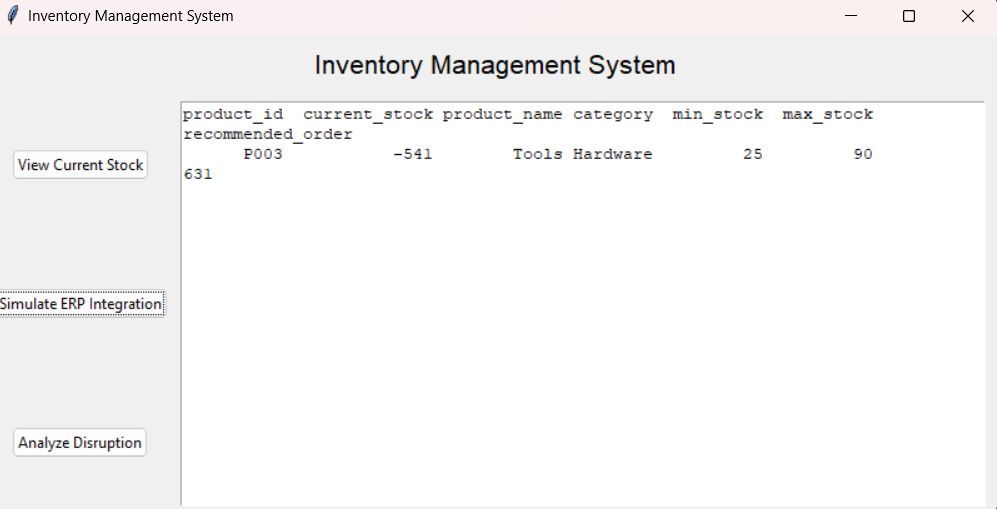 Inventory Management System
Inventory Management System
View Current Stock
Simulate ERP Integration
Analyze Disruption
product_id current_stock product_name category min_stock max_stock
recommended_order
P003 -541 Tools Hardware 25 90
631